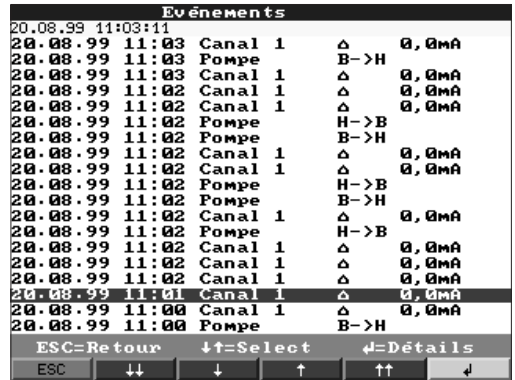 Evénements
20.08.99 11:03:11
20.08.99 11:03 Canal 1 △ 0,0mA
20.08.99 11:03 Pompe B->H
20.08.99 11:03 Canal 1 △ 0,0mA
20.08.99 11:02 Canal 1 △ 0,0mA
20.08.99 11:02 Canal 1 △ 0,0mA
20.08.99 11:02 Pompe H->B
20.08.99 11:02 Pompe B->H
20.08.99 11:02 Canal 1 △ 0,0mA
20.08.99 11:02 Canal 1 △ 0,0mA
20.08.99 11:02 Pompe H->B
20.08.99 11:02 Pompe B->H
20.08.99 11:02 Canal 1 △ 0,0mA
20.08.99 11:02 Pompe H->B
20.08.99 11:02 Canal 1 △ 0,0mA
20.08.99 11:02 Canal 1 △ 0,0mA
20.08.99 11:02 Canal 1 △ 0,0mA
20.08.99 11:01 Canal 1 △ 0,0mA
20.08.99 11:00 Canal 1 △ 0,0mA
20.08.99 11:00 Pompe B->H
ESC=Retour ↓↑=Select ↲=Détails
ESC ↓↓ ↓ ↑ ↑↑ ↲